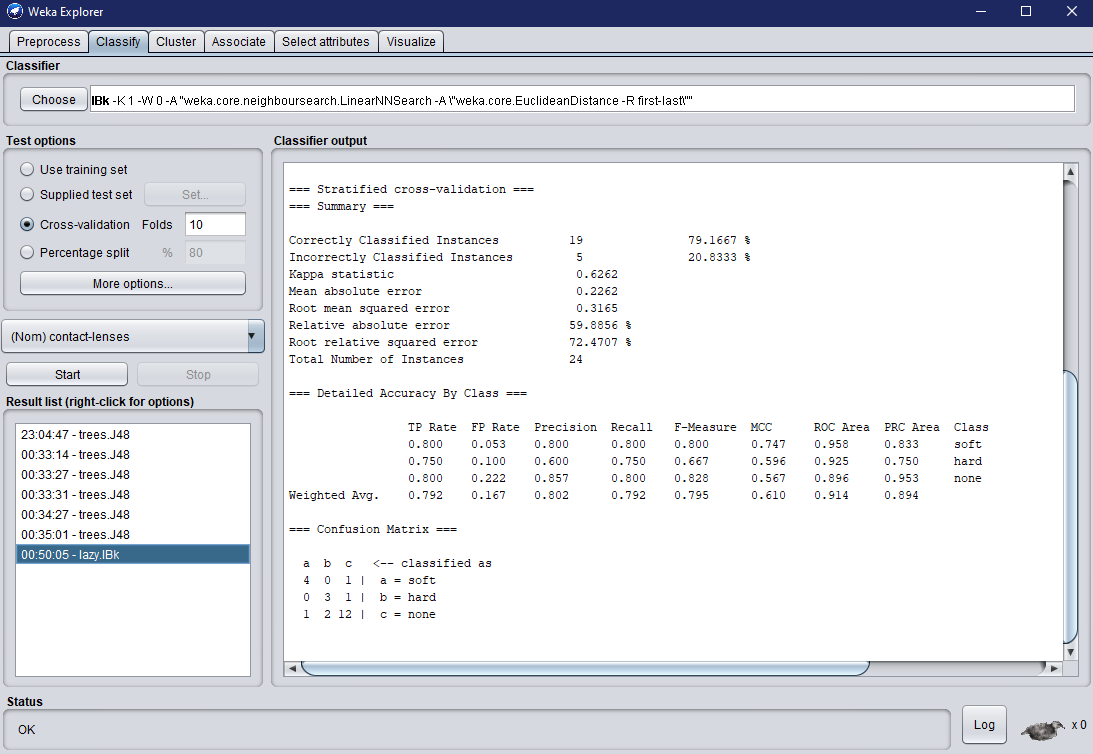 Weka Explorer
Preprocess Classify Cluster Associate Select attributes Visualize
Classifier
Choose IBk -K 1 -W 0 -A "weka.core.neighboursearch.LinearNNSearch -A \"weka.core.EuclideanDistance -R first-last\""
Test options
Use training set
Supplied test set Set...
Cross-validation Folds 10
Percentage split % 80
More options...
(Nom) contact-lenses
Start Stop
Result list (right-click for options)
23:04:47 - trees.J48
00:33:14 - trees.J48
00:33:27 - trees.J48
00:33:31 - trees.J48
00:34:27 - trees.J48
00:35:01 - trees.J48
00:50:05 - lazy.IBk
Classifier output
=== Stratified cross-validation ===
=== Summary ===
Correctly Classified Instances 19 79.1667 %
Incorrectly Classified Instances 5 20.8333 %
Kappa statistic 0.6262
Mean absolute error 0.2262
Root mean squared error 0.3165
Relative absolute error 59.8856 %
Root relative squared error 72.4707 %
Total Number of Instances 24
=== Detailed Accuracy By Class ===
TP Rate FP Rate Precision Recall F-Measure MCC ROC Area PRC Area Class
0.800 0.053 0.800 0.800 0.800 0.747 0.958 0.833 soft
0.750 0.100 0.600 0.750 0.667 0.596 0.925 0.750 hard
0.800 0.222 0.857 0.800 0.828 0.567 0.896 0.953 none
Weighted Avg. 0.792 0.167 0.802 0.792 0.795 0.610 0.914 0.894
=== Confusion Matrix ===
a b c <-- classified as
4 0 1 | a = soft
0 3 1 | b = hard
1 2 12 | c = none
Status
OK
Log x 0